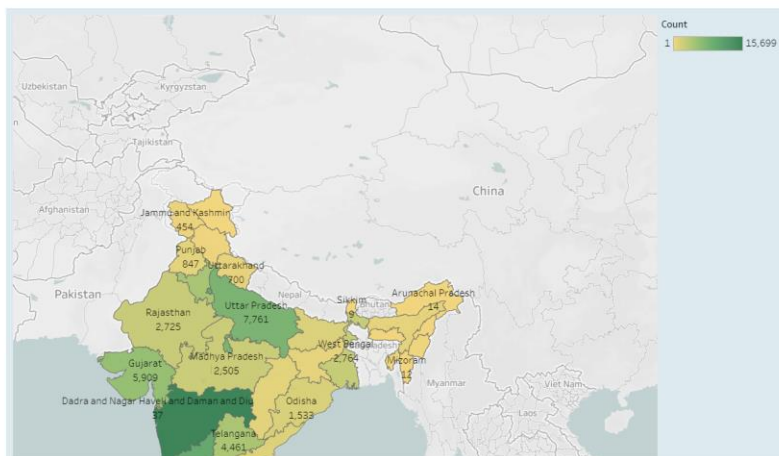 Count
1
15,699
Uzbekistan
Kyrgyzstan
Tajikistan
Afghanistan
China
Jammu and Kashmir
454
Punjab
847
Uttarakhand
700
Pakistan
Nepal
Sikkim
9
Bhutan
Arunachal Pradesh
14
Rajasthan
2,725
Uttar Pradesh
7,761
West Bengal
2,764
Mizoram
12
Gujarat
5,909
Madhya Pradesh
2,505
Myanmar
Viet Nam
Dadra and Nagar Haveli and Daman and Diu
37
Odisha
1,533
Laos
Telangana
4,461